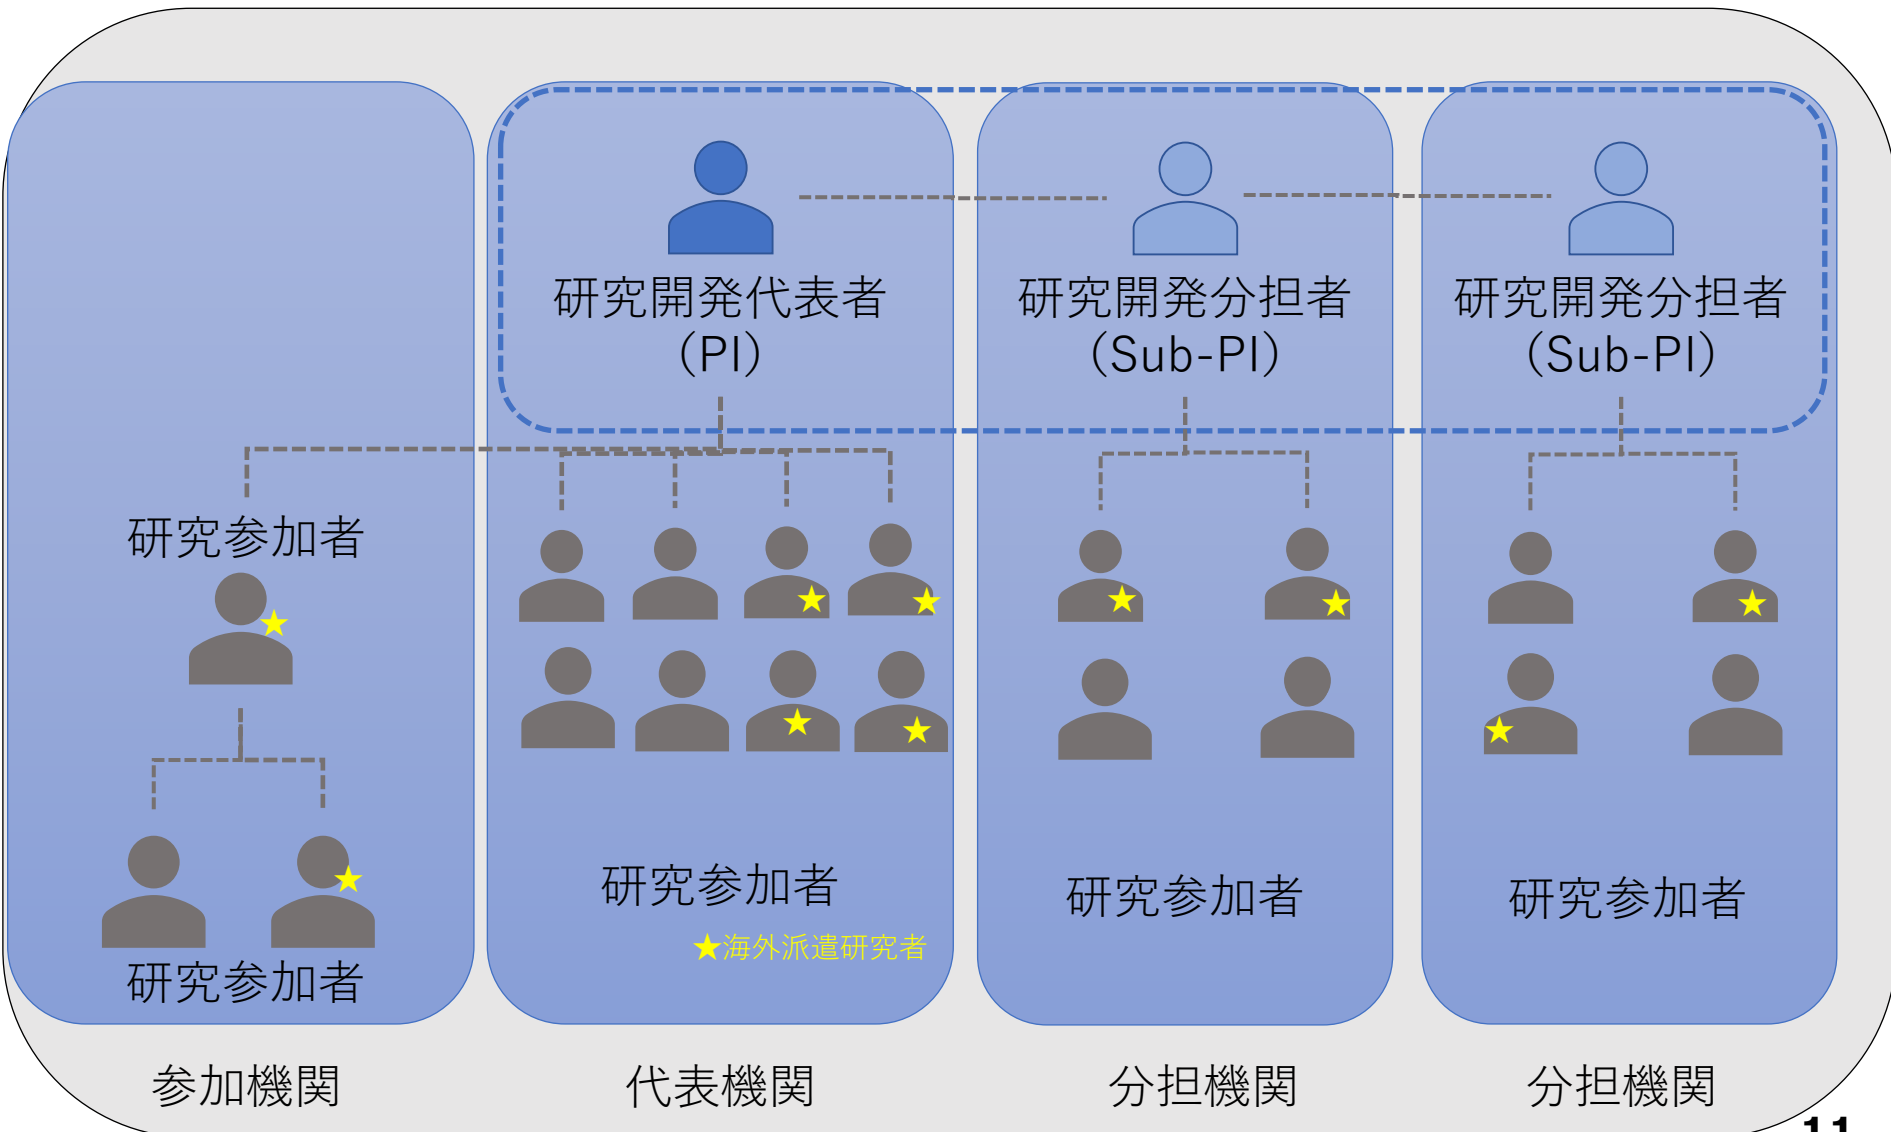 研究開発代表者
（PI）
研究開発分担者
（Sub-PI）
研究開発分担者
（Sub-PI）
研究参加者
研究参加者
研究参加者
研究参加者
★海外派遣研究者
研究参加者
参加機関
代表機関
分担機関
分担機関
11